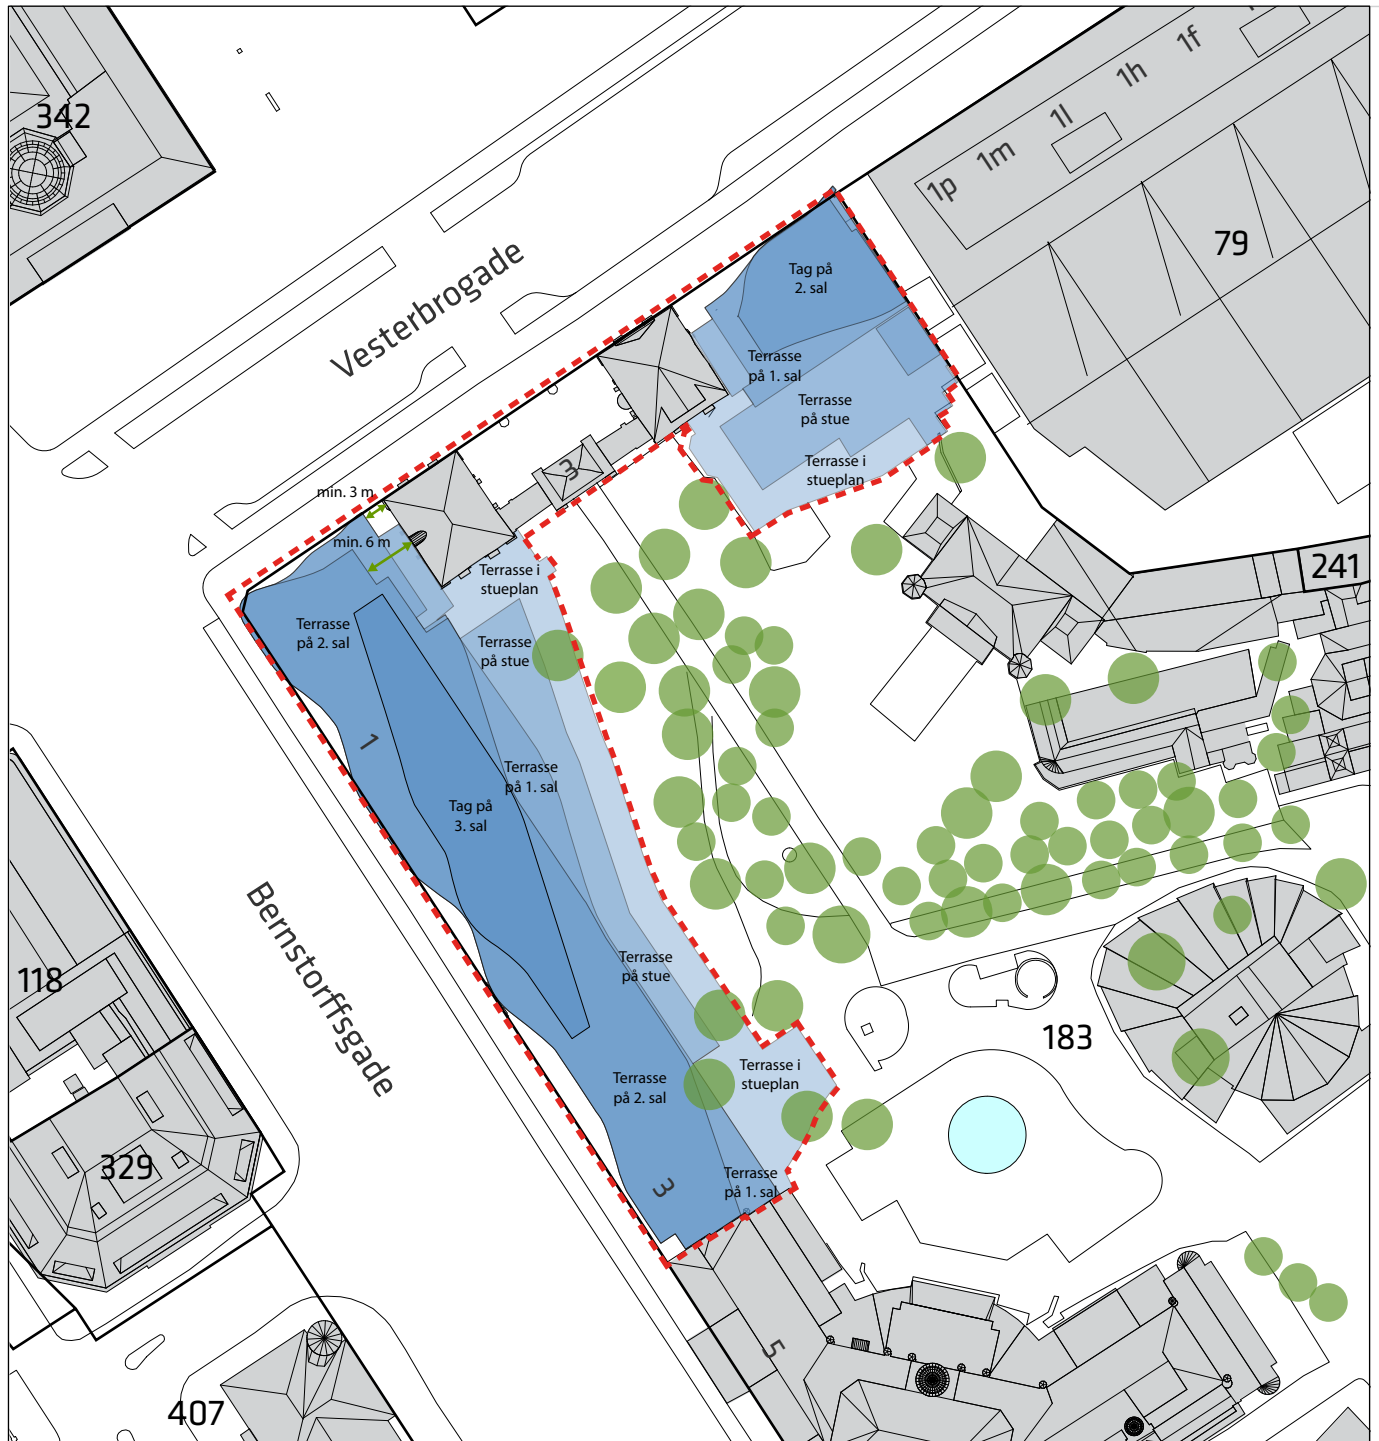 342
1f
1h
1l
1m
1p
79
Vesterbrogade
Tag på
2. sal
Terrasse
på 1. sal
Terrasse
på stue
Terrasse i
stueplan
3
min. 3 m
min. 6 m
Terrasse i
stueplan
241
Terrasse
på 2. sal
Terrasse
på stue
1
Terrasse
på 1. sal
Tag på
3. sal
Bernstorffsgade
118
Terrasse
på stue
183
Terrasse i
stueplan
Terrasse
på 2. sal
329
Terrasse
på 1. sal
3
5
407